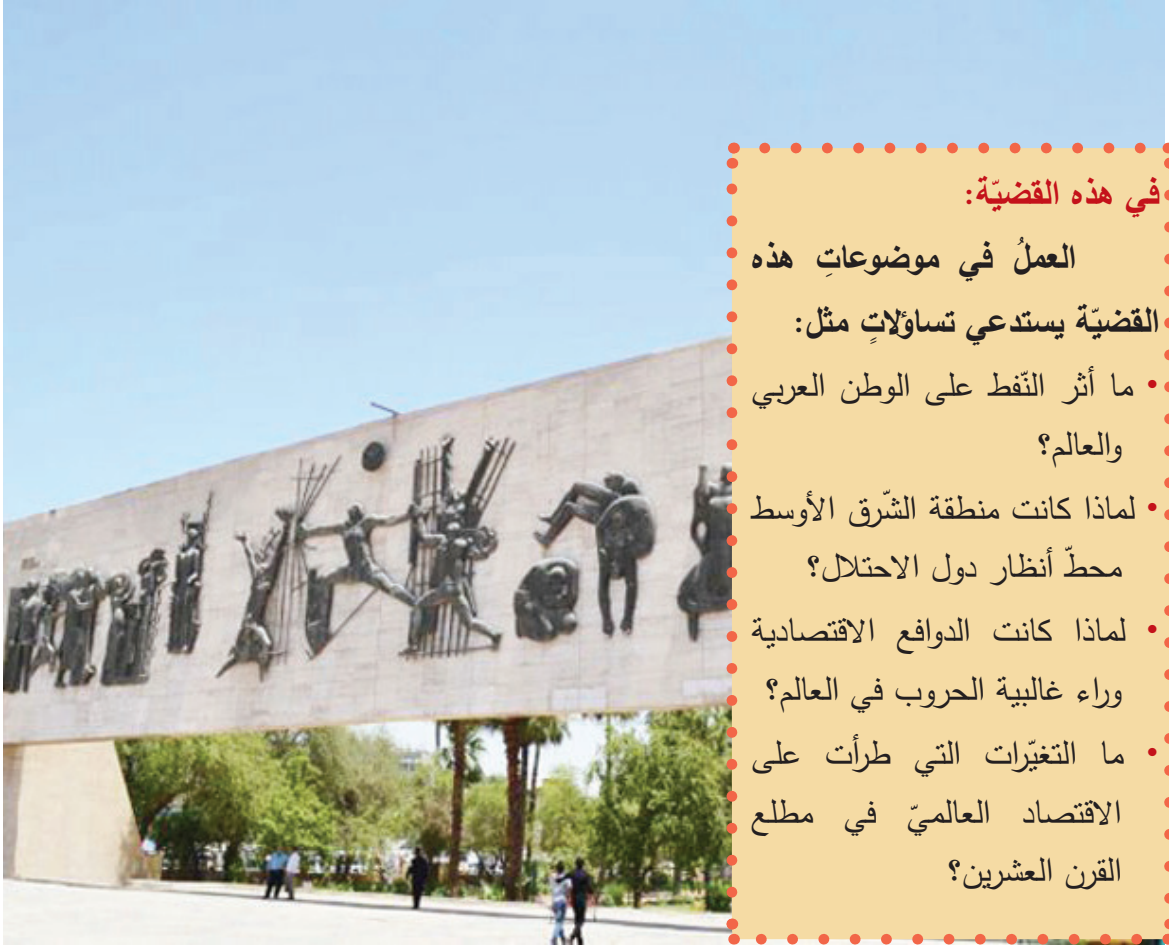 في هذه القضيّة:
العملُ في موضوعاتِ هذه
القضيّة يستدعي تساؤلاتٍ مثل:
• ما أثر النّفط على الوطن العربي
والعالم؟
• لماذا كانت منطقة الشّرق الأوسط
محطّ أنظار دول الاحتلال؟
• لماذا كانت الدوافع الاقتصادية
وراء غالبية الحروب في العالم؟
• ما التغيّرات التي طرأت على
الاقتصاد العالميّ في مطلع
القرن العشرين؟